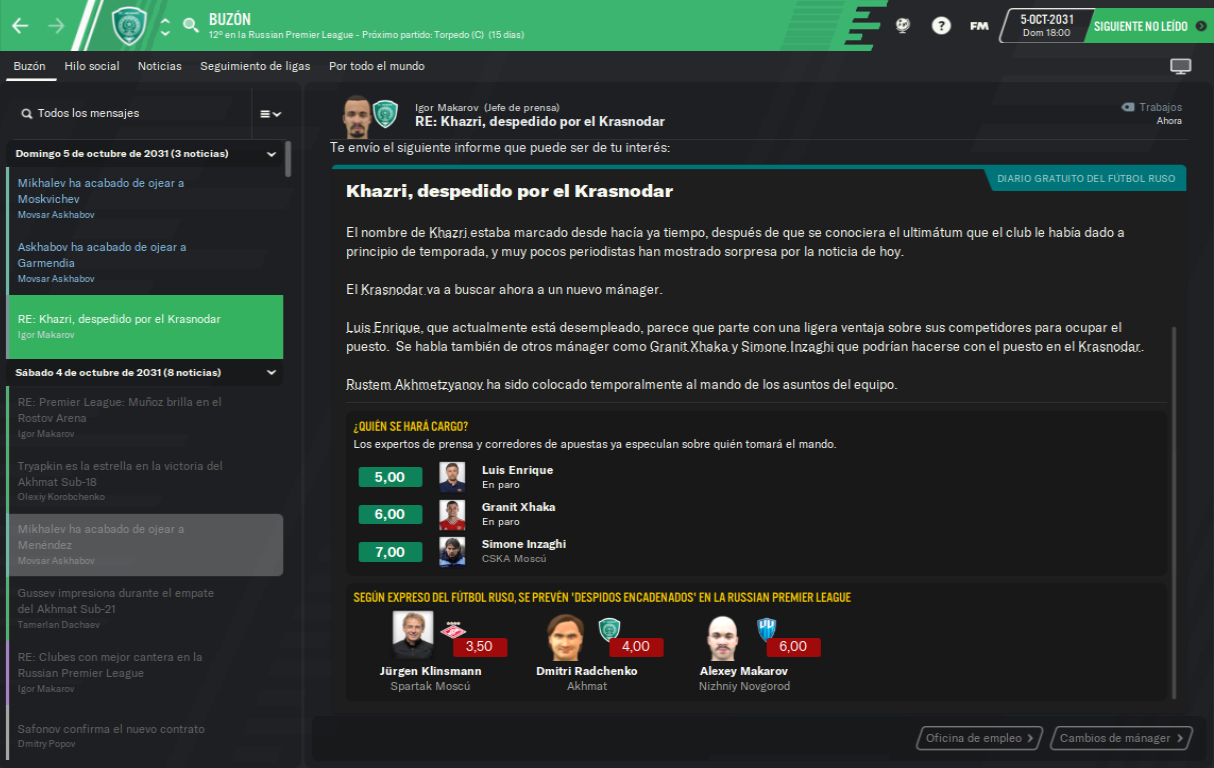 BUZÓN
12º en la Russian Premier League - Próximo partido: Torpedo (C) (15 días)
?
FM
5-OCT-2031
Dom 18:00
SIGUIENTE NO LEÍDO
Buzón
Hilo social
Noticias
Seguimiento de ligas
Por todo el mundo
Todos los mensajes
Domingo 5 de octubre de 2031 (3 noticias)
Mikhalev ha acabado de ojear a
Moskvichev
Movsar Askhabov
Askhabov ha acabado de ojear a
Garmendia
Movsar Askhabov
RE: Khazri, despedido por el Krasnodar
Igor Makarov
Sábado 4 de octubre de 2031 (8 noticias)
RE: Premier League: Muñoz brilla en el
Rostov Arena
Igor Makarov
Tryapkin es la estrella en la victoria del
Akhmat Sub-18
Olexiy Korobchenko
Mikhalev ha acabado de ojear a
Menéndez
Movsar Askhabov
Gussev impresiona durante el empate
del Akhmat Sub-21
Tamerlan Dachaev
RE: Clubes con mejor cantera en la
Russian Premier League
Igor Makarov
Safonov confirma el nuevo contrato
Dmitry Popov
Igor Makarov (Jefe de prensa)
RE: Khazri, despedido por el Krasnodar
Trabajos
Ahora
Te envío el siguiente informe que puede ser de tu interés:
DIARIO GRATUITO DEL FÚTBOL RUSO
Khazri, despedido por el Krasnodar
El nombre de Khazri estaba marcado desde hacía ya tiempo, después de que se conociera el ultimátum que el club le había dado a
principio de temporada, y muy pocos periodistas han mostrado sorpresa por la noticia de hoy.
El Krasnodar va a buscar ahora a un nuevo mánager.
Luis Enrique, que actualmente está desempleado, parece que parte con una ligera ventaja sobre sus competidores para ocupar el
puesto. Se habla también de otros mánager como Granit Xhaka y Simone Inzaghi que podrían hacerse con el puesto en el Krasnodar.
Rustem Akhmetzyanov ha sido colocado temporalmente al mando de los asuntos del equipo.
¿QUIÉN SE HARÁ CARGO?
Los expertos de prensa y corredores de apuestas ya especulan sobre quién tomará el mando.
5,00
Luis Enrique
En paro
6,00
Granit Xhaka
En paro
7,00
Simone Inzaghi
CSKA Moscú
SEGÚN EXPRESO DEL FÚTBOL RUSO, SE PREVÉN 'DESPIDOS ENCADENADOS' EN LA RUSSIAN PREMIER LEAGUE
3,50
Jürgen Klinsmann
Spartak Moscú
4,00
Dmitri Radchenko
Akhmat
6,00
Alexey Makarov
Nizhniy Novgorod
Oficina de empleo
Cambios de mánager